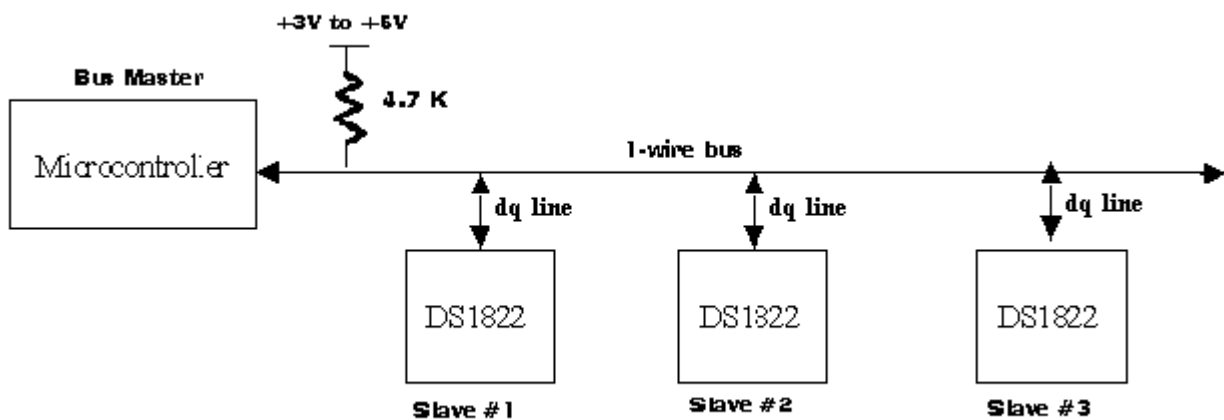 +3V to +5V
Bus Master
4.7 K
Microcontroller
1-wire bus
dq line
dq line
dq line
DS1822
DS1822
DS1822
Slave #1
Slave #2
Slave #3